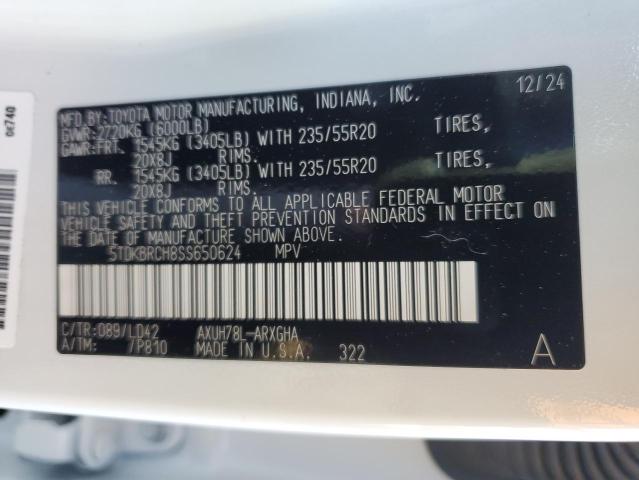 0E740
12/24
MFD.BY:TOYOTA MOTOR MANUFACTURING, INDIANA, INC.
GVWR:2720KG (6000LB)
GAWR:FRT. 1545KG (3405LB) WITH 235/55R20 TIRES,
20X8J RIMS.
RR. 1545KG (3405LB) WITH 235/55R20 TIRES,
20X8J RIMS.
THIS VEHICLE CONFORMS TO ALL APPLICABLE FEDERAL MOTOR
VEHICLE SAFETY AND THEFT PREVENTION STANDARDS IN EFFECT ON
THE DATE OF MANUFACTURE SHOWN ABOVE.
5TDKBRCH8SS650624 MPV
C/TR:089/LD42 AXUH78L-ARXGHA
A/TM: /P810 MADE IN U.S.A. 322 A